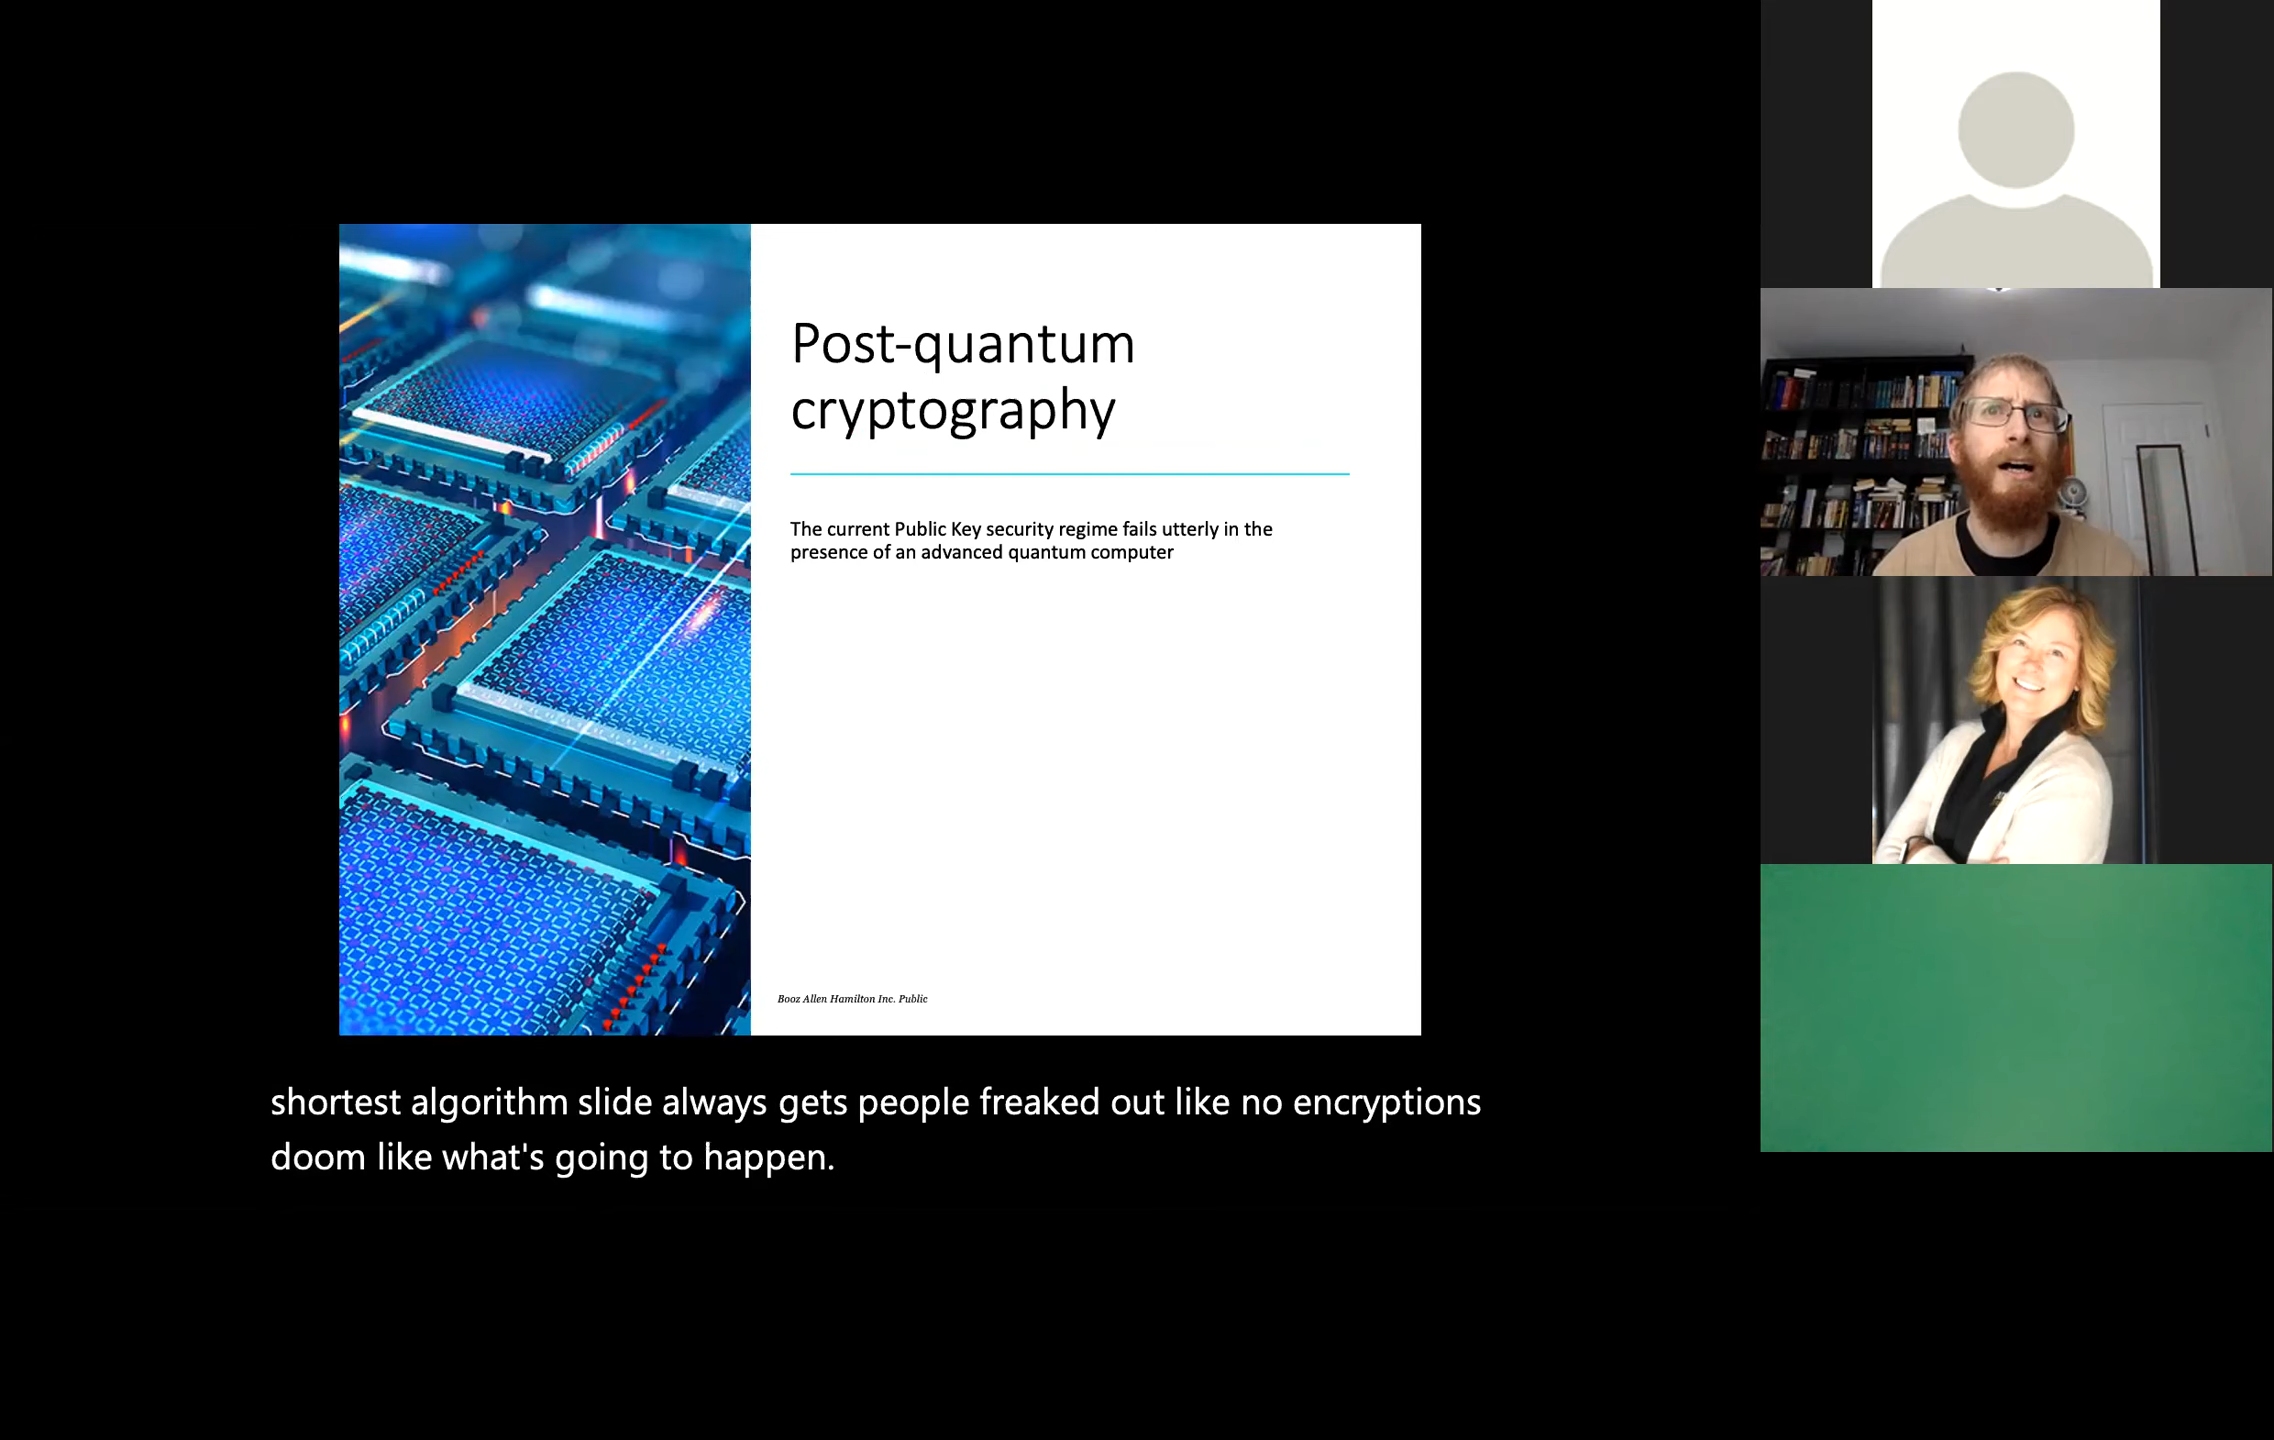 Post-quantum
cryptography
The current Public Key security regime fails utterly in the
presence of an advanced quantum computer
Booz Allen Hamilton Inc. Public
shortest algorithm slide always gets people freaked out like no encryptions
doom like what's going to happen.